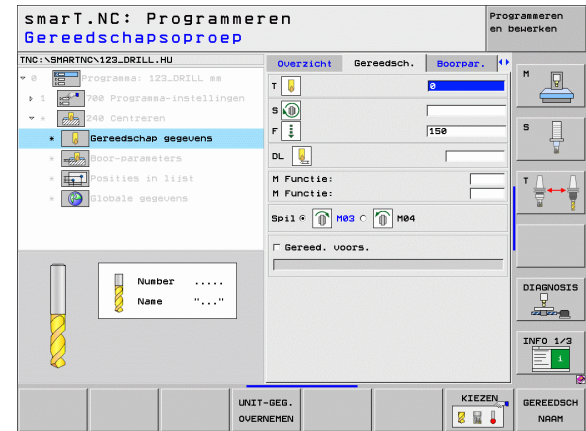 smarT.NC: Programmeren
Gereedschapsoproep
Programmeren
en bewerken
TNC:\SMARTNC\123_DRILL.HU
0 Programma: 123_DRILL mm
1 700 Programma-instellingen
* 240 Centreren
* Gereedschap gegevens
* Boor-parameters
* Posities in lijst
* Globale gegevens
Overzicht Gereedsch. Boorpar.
T 0
S
F 150
DL
M Functie:
M Functie:
Spil M03 M04
Gereed. voors.
Number .....
Name "..."
M
S
T
DIAGNOSIS
INFO 1/3
i
UNIT-GEG.
OVERNEMEN
KIEZEN
GEREEDSCH
NAAM